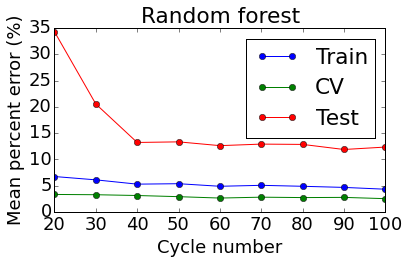 Random forest
Mean percent error (%)
35
30
25
20
15
10
5
0
Train
CV
Test
20 30 40 50 60 70 80 90 100
Cycle number